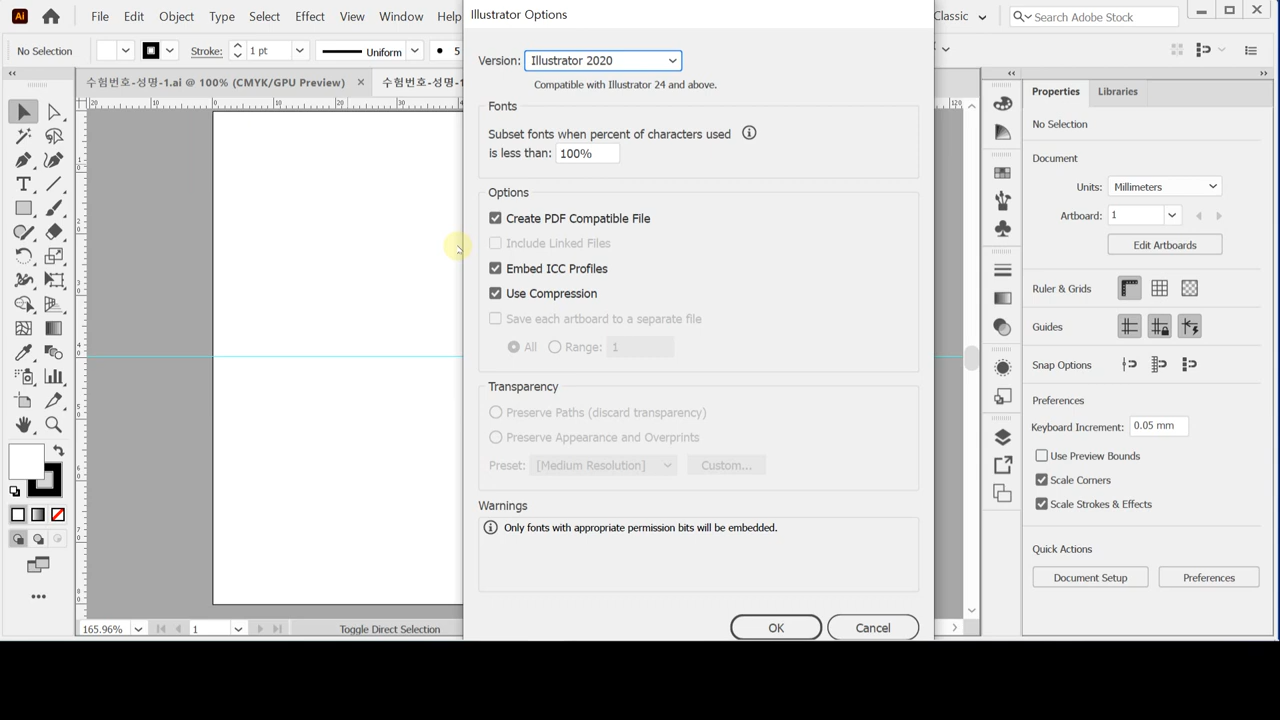 Ai File Edit Object Type Select Effect View Window Help Classic Search Adobe Stock
Illustrator Options
No Selection Stroke: 1 pt Uniform 5
수험번호-성명-1.ai @ 100% (CMYK/GPU Preview) × 수험번호-성명-1
Version: Illustrator 2020
Compatible with Illustrator 24 and above.
Fonts
Subset fonts when percent of characters used
is less than: 100%
Options
Create PDF Compatible File
Include Linked Files
Embed ICC Profiles
Use Compression
Save each artboard to a separate file
All Range: 1
Transparency
Preserve Paths (discard transparency)
Preserve Appearance and Overprints
Preset: [Medium Resolution] Custom...
Warnings
Only fonts with appropriate permission bits will be embedded.
OK Cancel
Properties Libraries
No Selection
Document
Units: Millimeters
Artboard: 1
Edit Artboards
Ruler & Grids
Guides
Snap Options
Preferences
Keyboard Increment: 0.05 mm
Use Preview Bounds
Scale Corners
Scale Strokes & Effects
Quick Actions
Document Setup Preferences
165.96% 1 Toggle Direct Selection